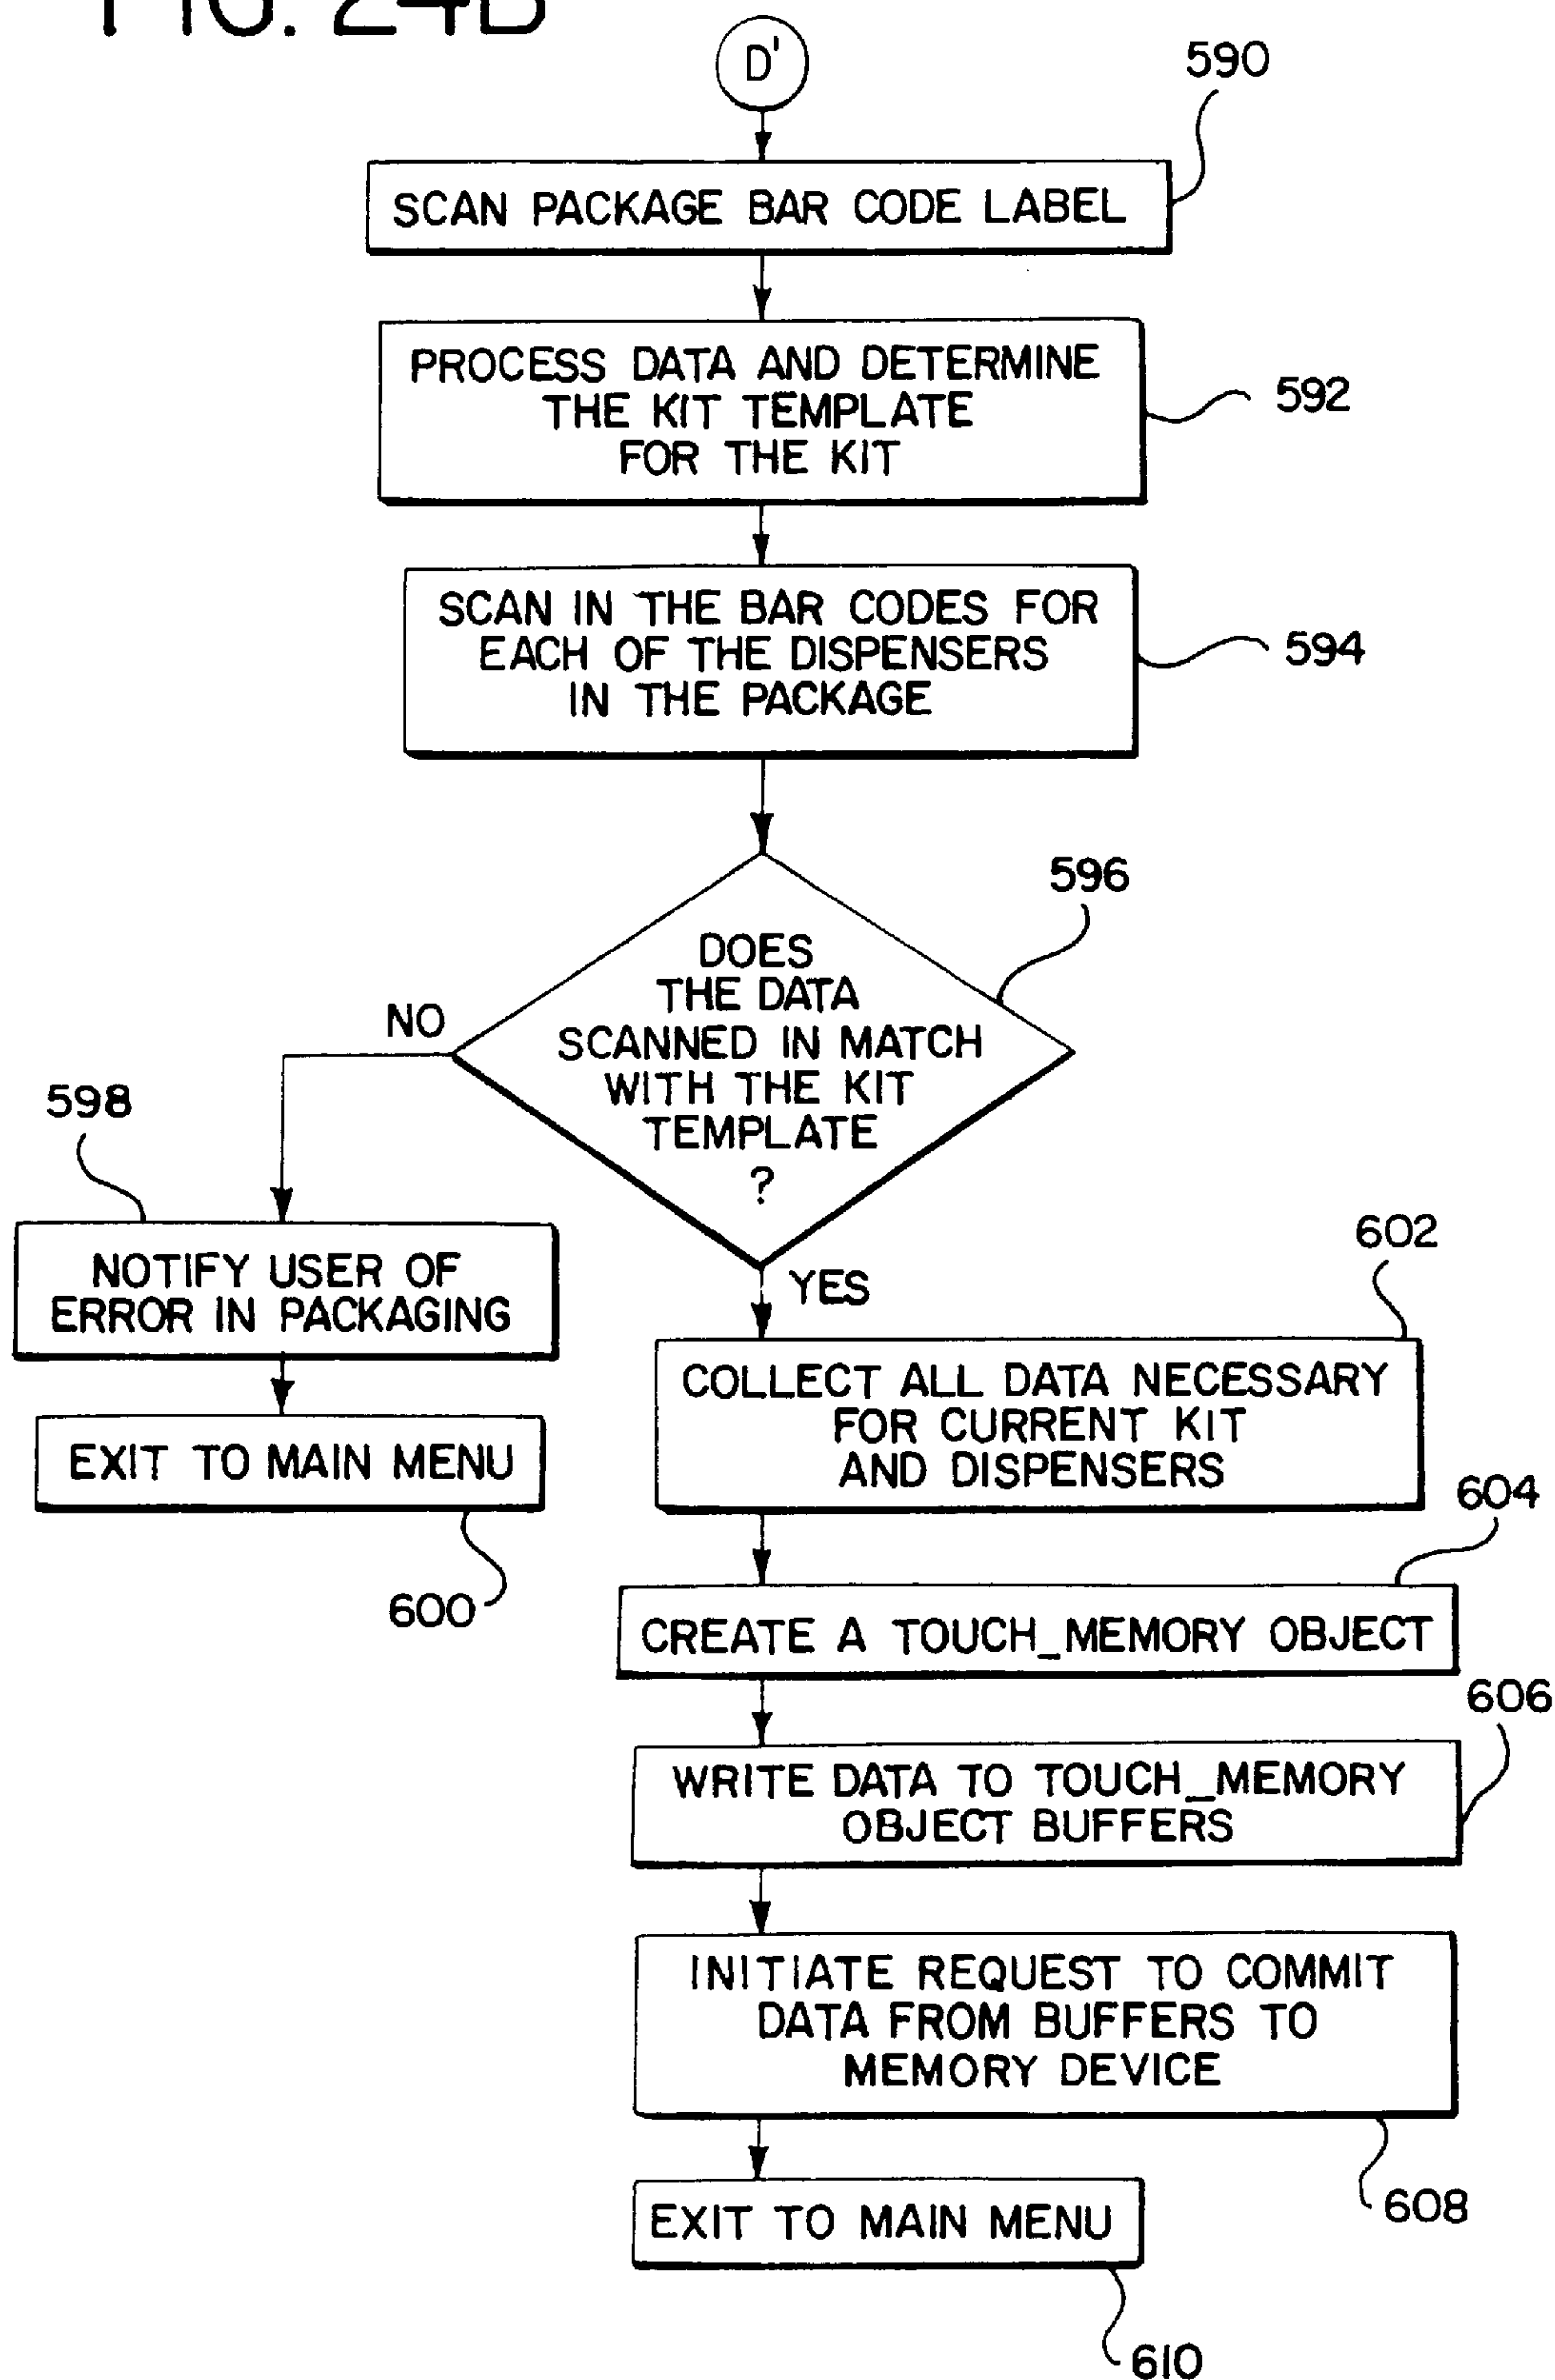 FIG. 24B
D'
590
SCAN PACKAGE BAR CODE LABEL
PROCESS DATA AND DETERMINE
THE KIT TEMPLATE
FOR THE KIT
592
SCAN IN THE BAR CODES FOR
EACH OF THE DISPENSERS
IN THE PACKAGE
594
596
DOES
THE DATA
SCANNED IN MATCH
WITH THE KIT
TEMPLATE
?
NO
598
NOTIFY USER OF
ERROR IN PACKAGING
EXIT TO MAIN MENU
600
YES
602
COLLECT ALL DATA NECESSARY
FOR CURRENT KIT
AND DISPENSERS
604
CREATE A TOUCH_MEMORY OBJECT
606
WRITE DATA TO TOUCH_MEMORY
OBJECT BUFFERS
INITIATE REQUEST TO COMMIT
DATA FROM BUFFERS TO
MEMORY DEVICE
608
EXIT TO MAIN MENU
610